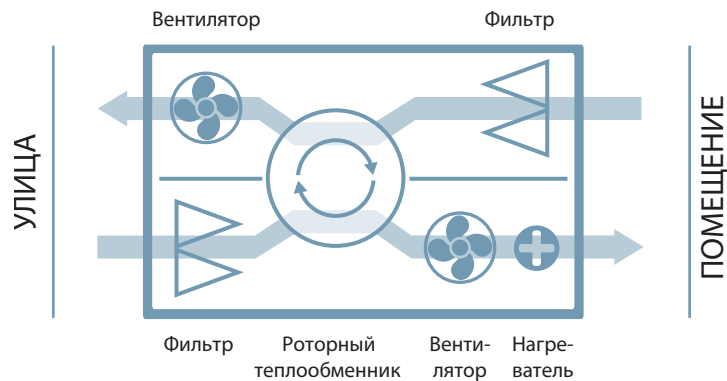 Вентилятор
Фильтр
УЛИЦА
ПОМЕЩЕНИЕ
Фильтр
Роторный
теплообменник
Венти-
лятор
Нагре-
ватель